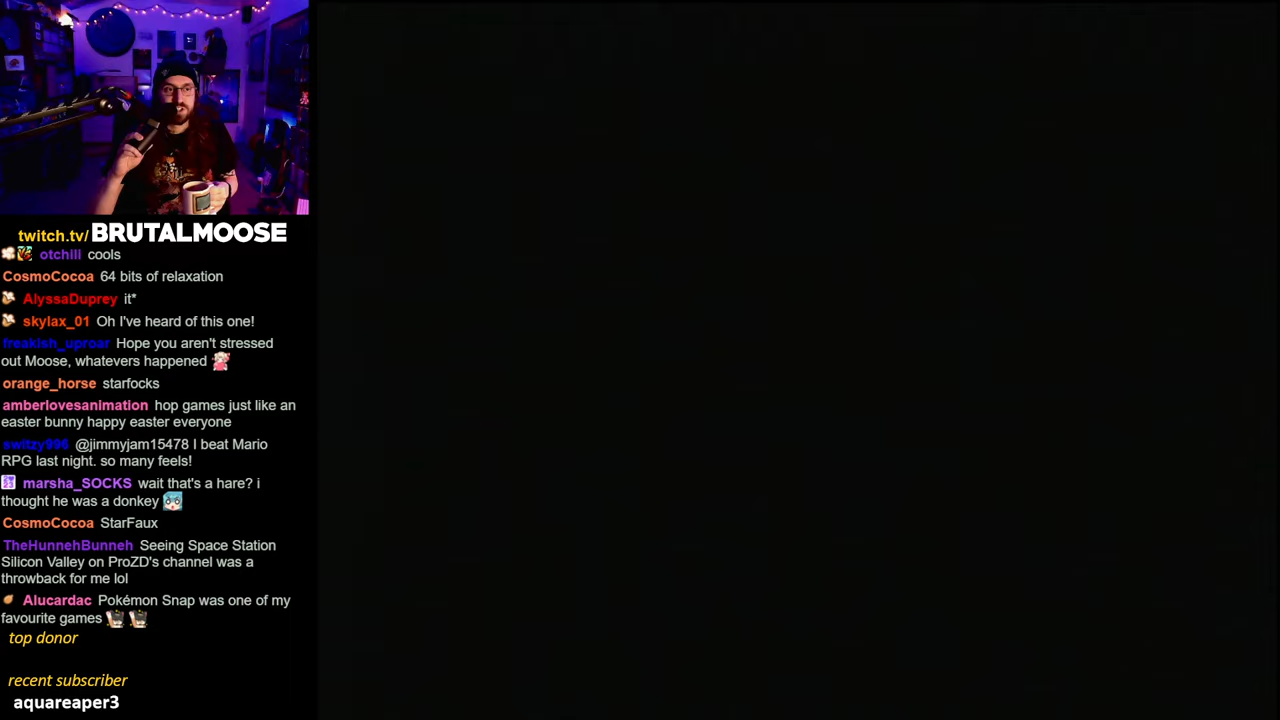 twitch.tv/BRUTALMOOSE
otchill cools
CosmoCocoa 64 bits of relaxation
AlyssaDuprey it*
skylax_01 Oh I've heard of this one!
freakish_uproar Hope you aren't stressed
out Moose, whatevers happened
orange_horse starfocks
amberlovesanimation hop games just like an
easter bunny happy easter everyone
switzy996 @jimmyjam15478 I beat Mario
RPG last night. so many feels!
marsha_SOCKS wait that's a hare? i
thought he was a donkey
CosmoCocoa StarFaux
TheHunnehBunneh Seeing Space Station
Silicon Valley on ProZD's channel was a
throwback for me lol
Alucardac Pokémon Snap was one of my
favourite games
top donor
recent subscriber
aquareaper3